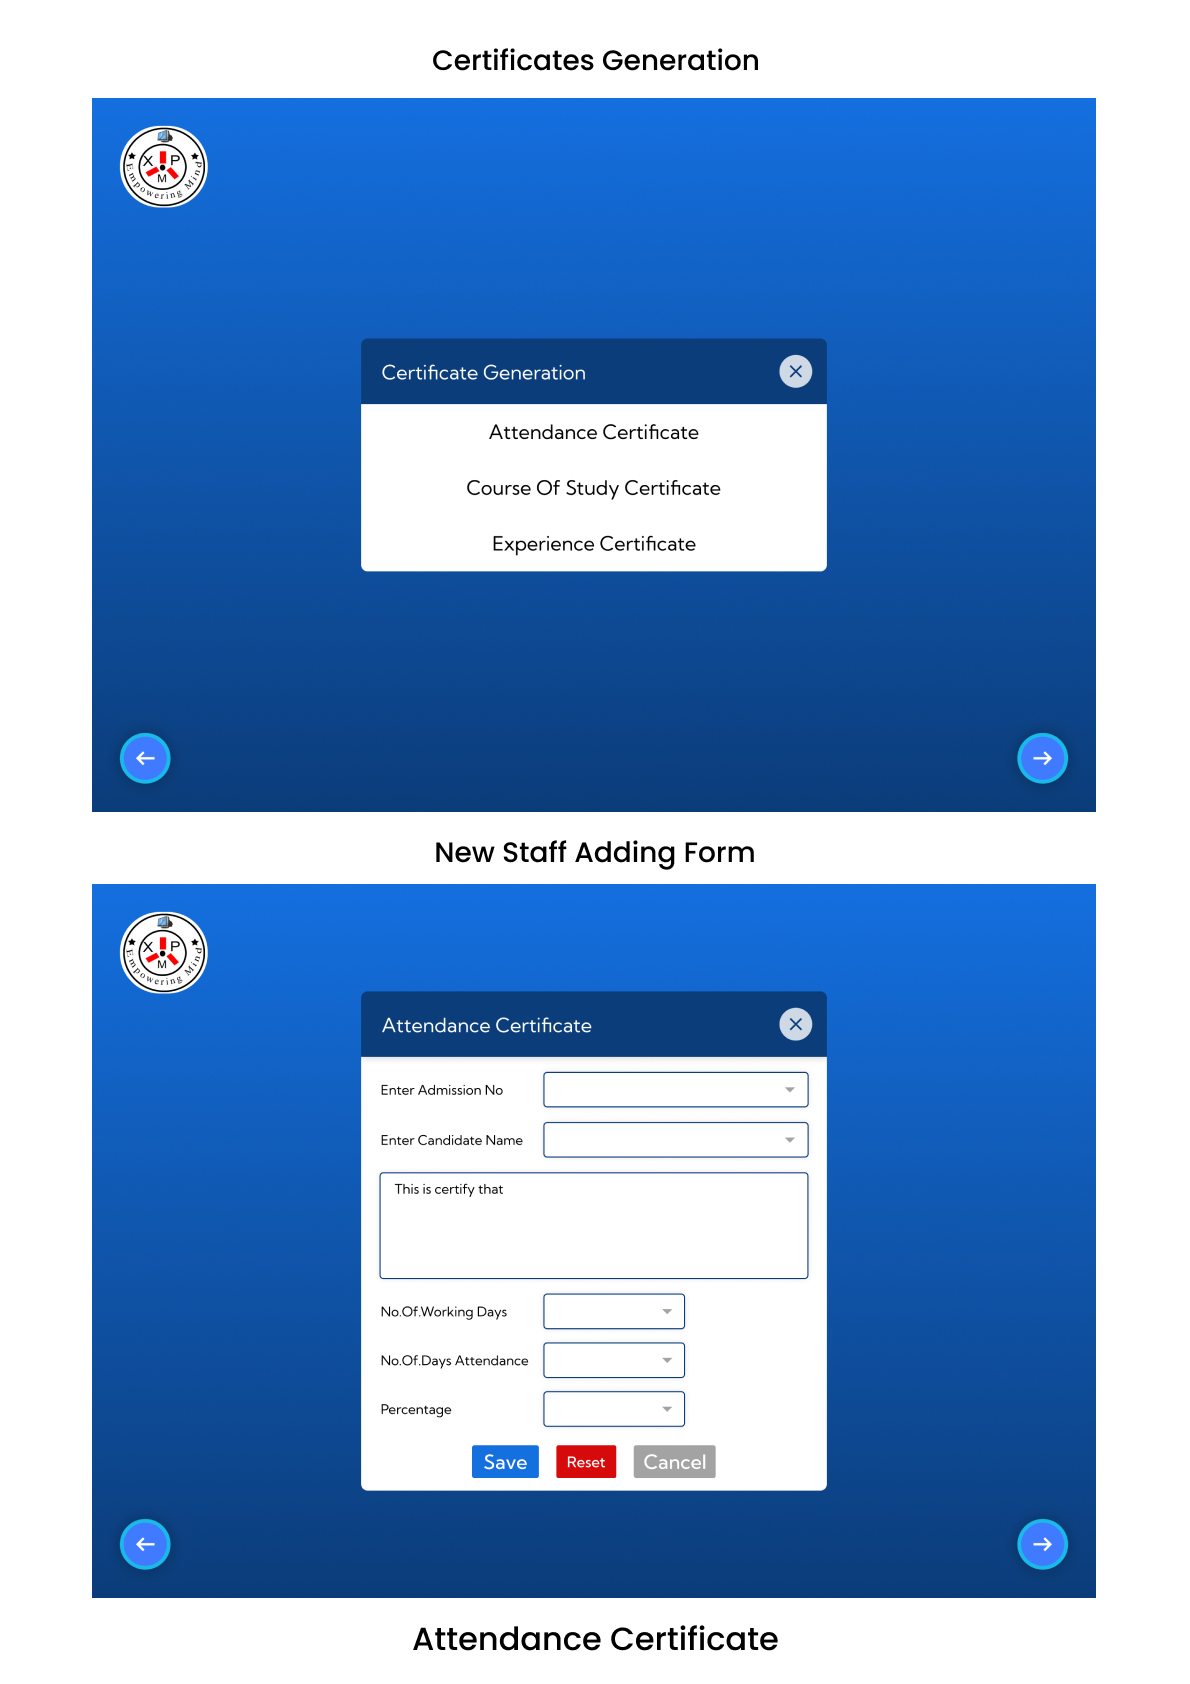 Certificates Generation
X P
M
Empowering Mind
Certificate Generation
Attendance Certificate
Course Of Study Certificate
Experience Certificate
New Staff Adding Form
X P
M
Empowering Mind
Attendance Certificate
Enter Admission No
Enter Candidate Name
This is certify that
No.Of.Working Days
No.Of.Days Attendance
Percentage
Save Reset Cancel
Attendance Certificate